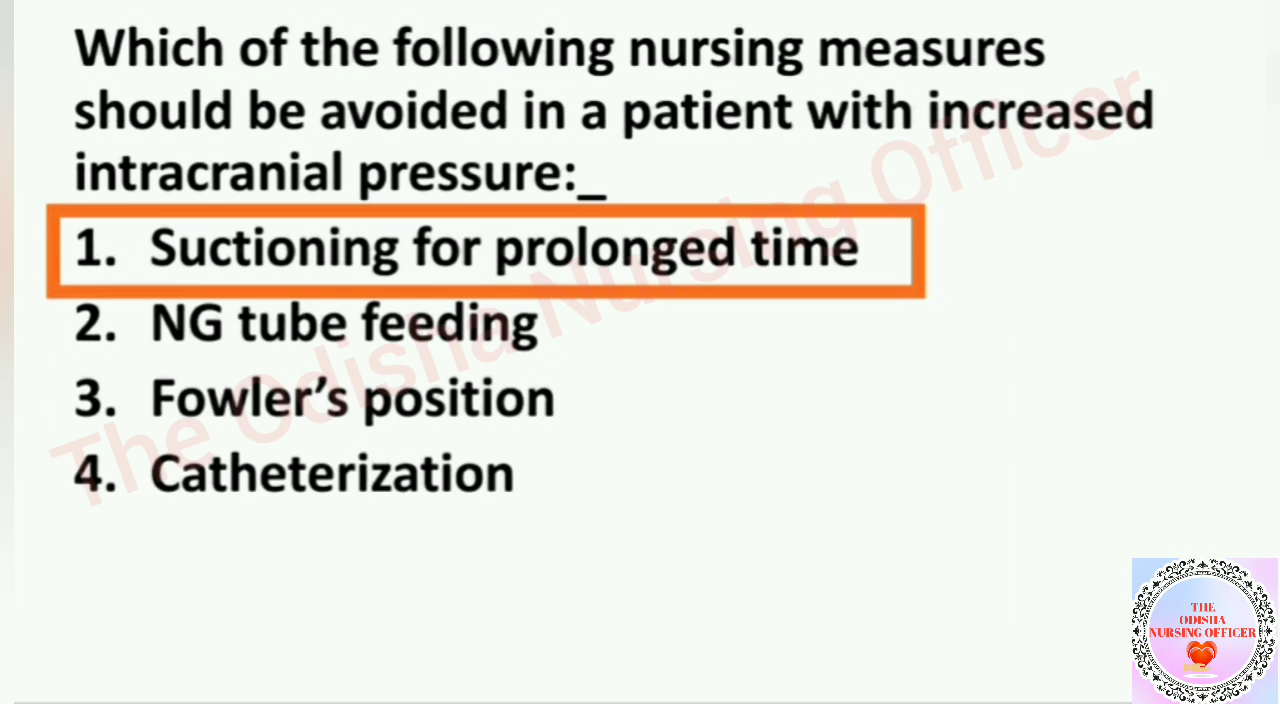 Which of the following nursing measures
should be avoided in a patient with increased
intracranial pressure:_
1. Suctioning for prolonged time
2. NG tube feeding
3. Fowler’s position
4. Catheterization
The Odisha Nursing Officer
THE
ODISHA
NURSING OFFICER